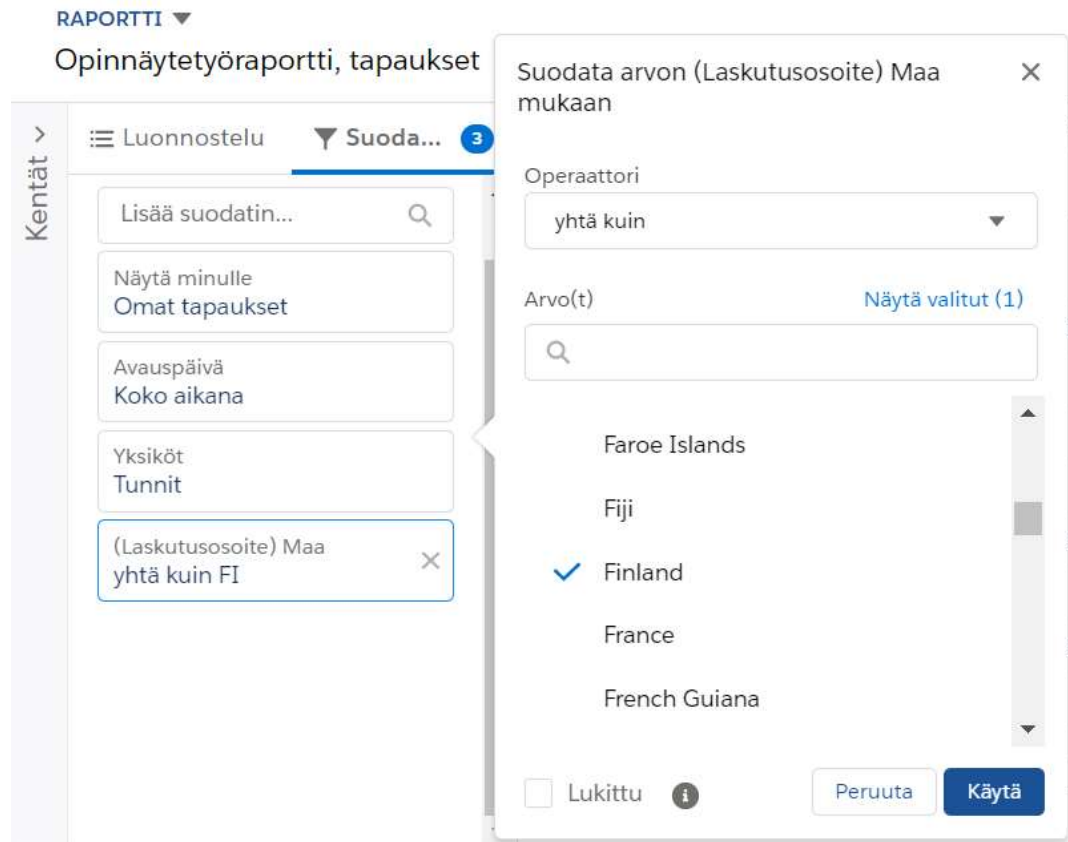 RAPORTTI
Opinnäytetyöraportti, tapaukset
Kentät
Luonnostelu
Suoda... 3
Lisää suodatin...
Näytä minulle
Omat tapaukset
Avauspäivä
Koko aikana
Yksiköt
Tunnit
(Laskutusosoite) Maa
yhtä kuin FI
Suodata arvon (Laskutusosoite) Maa
mukaan
Operaattori
yhtä kuin
Arvo(t) Näytä valitut (1)
Faroe Islands
Fiji
Finland
France
French Guiana
Lukittu
Peruuta Käytä